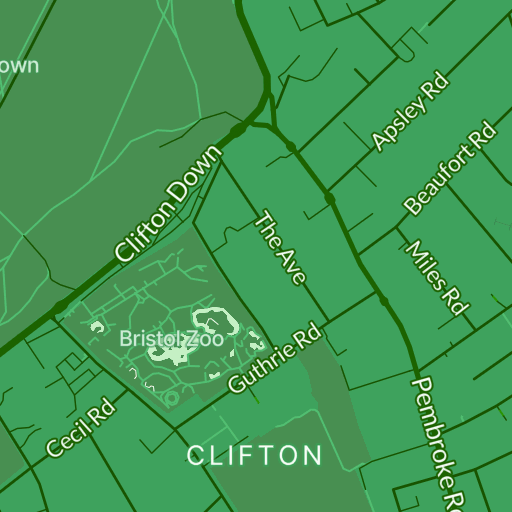 own
Apsley Rd
Beaufort Rd
Clifton Down
The Ave
Miles Rd
Bristol Zoo
Guthrie Rd
Cecil Rd
Pembroke R
CLIFTON